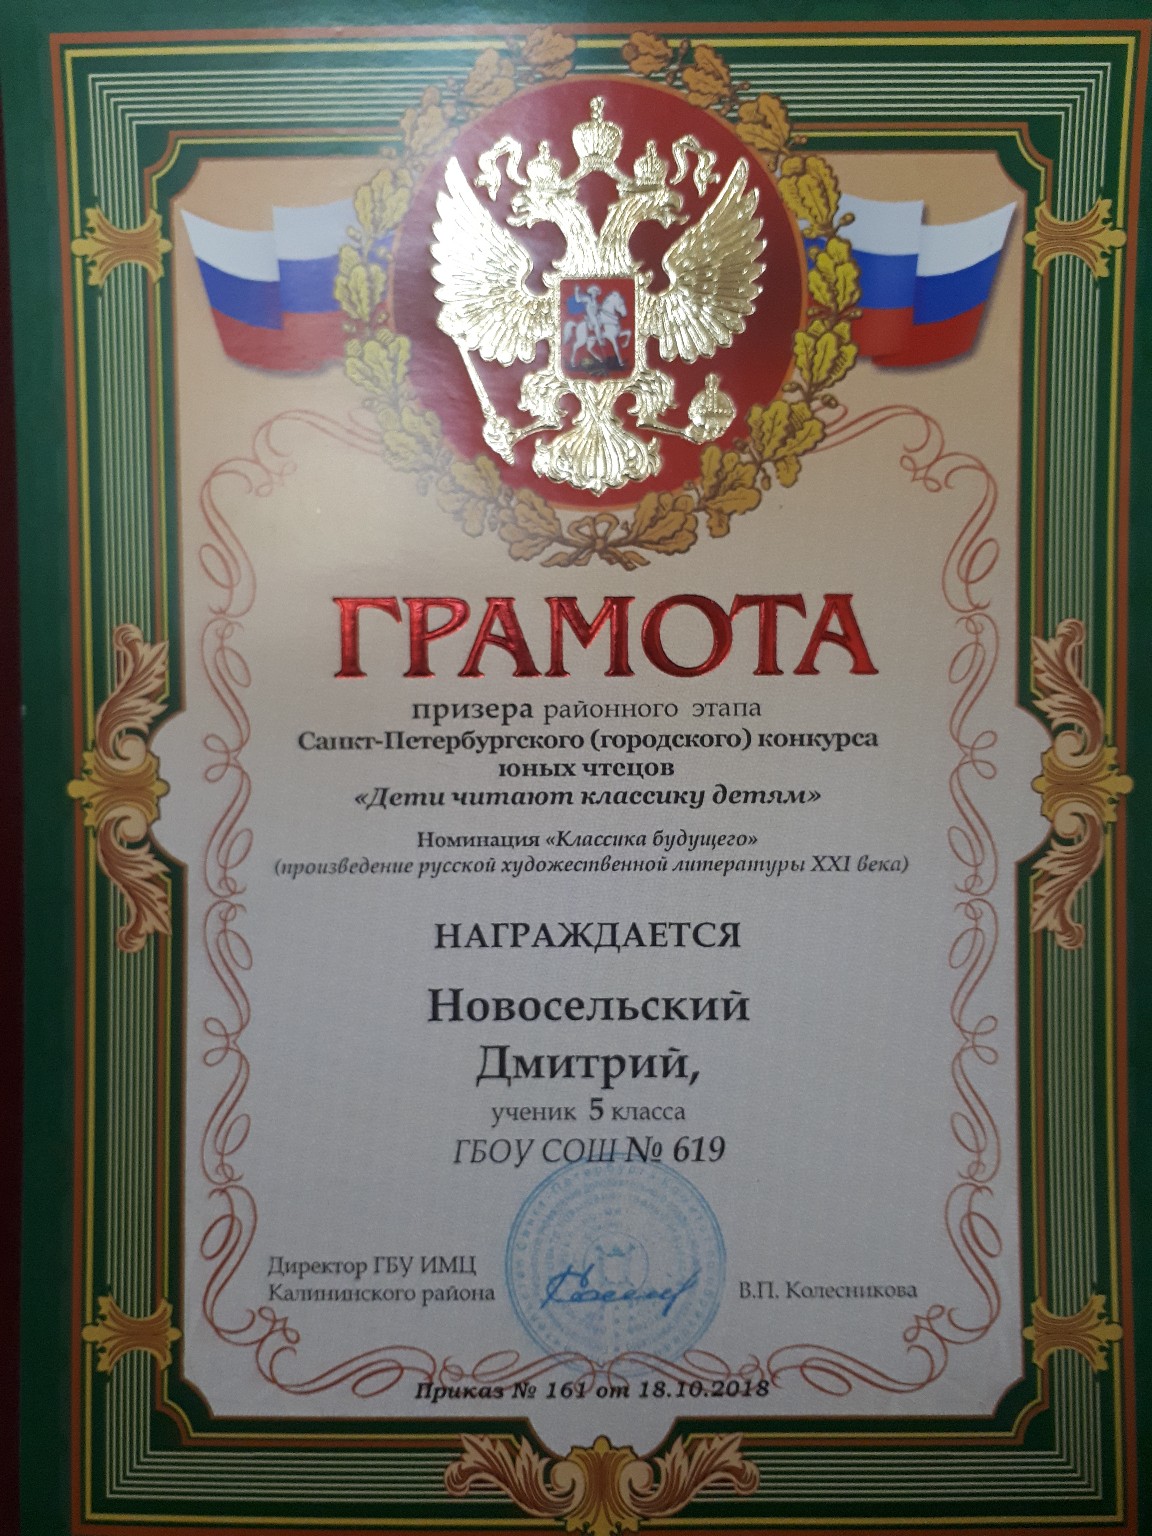 ГРАМОТА
призера районного этапа
Санкт-Петербургского (городского) конкурса
юных чтецов
«Дети читают классику детям»
Номинация «Классика будущего»
(произведение русской художественной литературы XXI века)
НАГРАЖДАЕТСЯ
Новосельский
Дмитрий,
ученик 5 класса
ГБОУ СОШ № 619
Директор ГБУ ИМЦ
Калининского района
В.П. Колесникова
Приказ № 161 от 18.10.2018